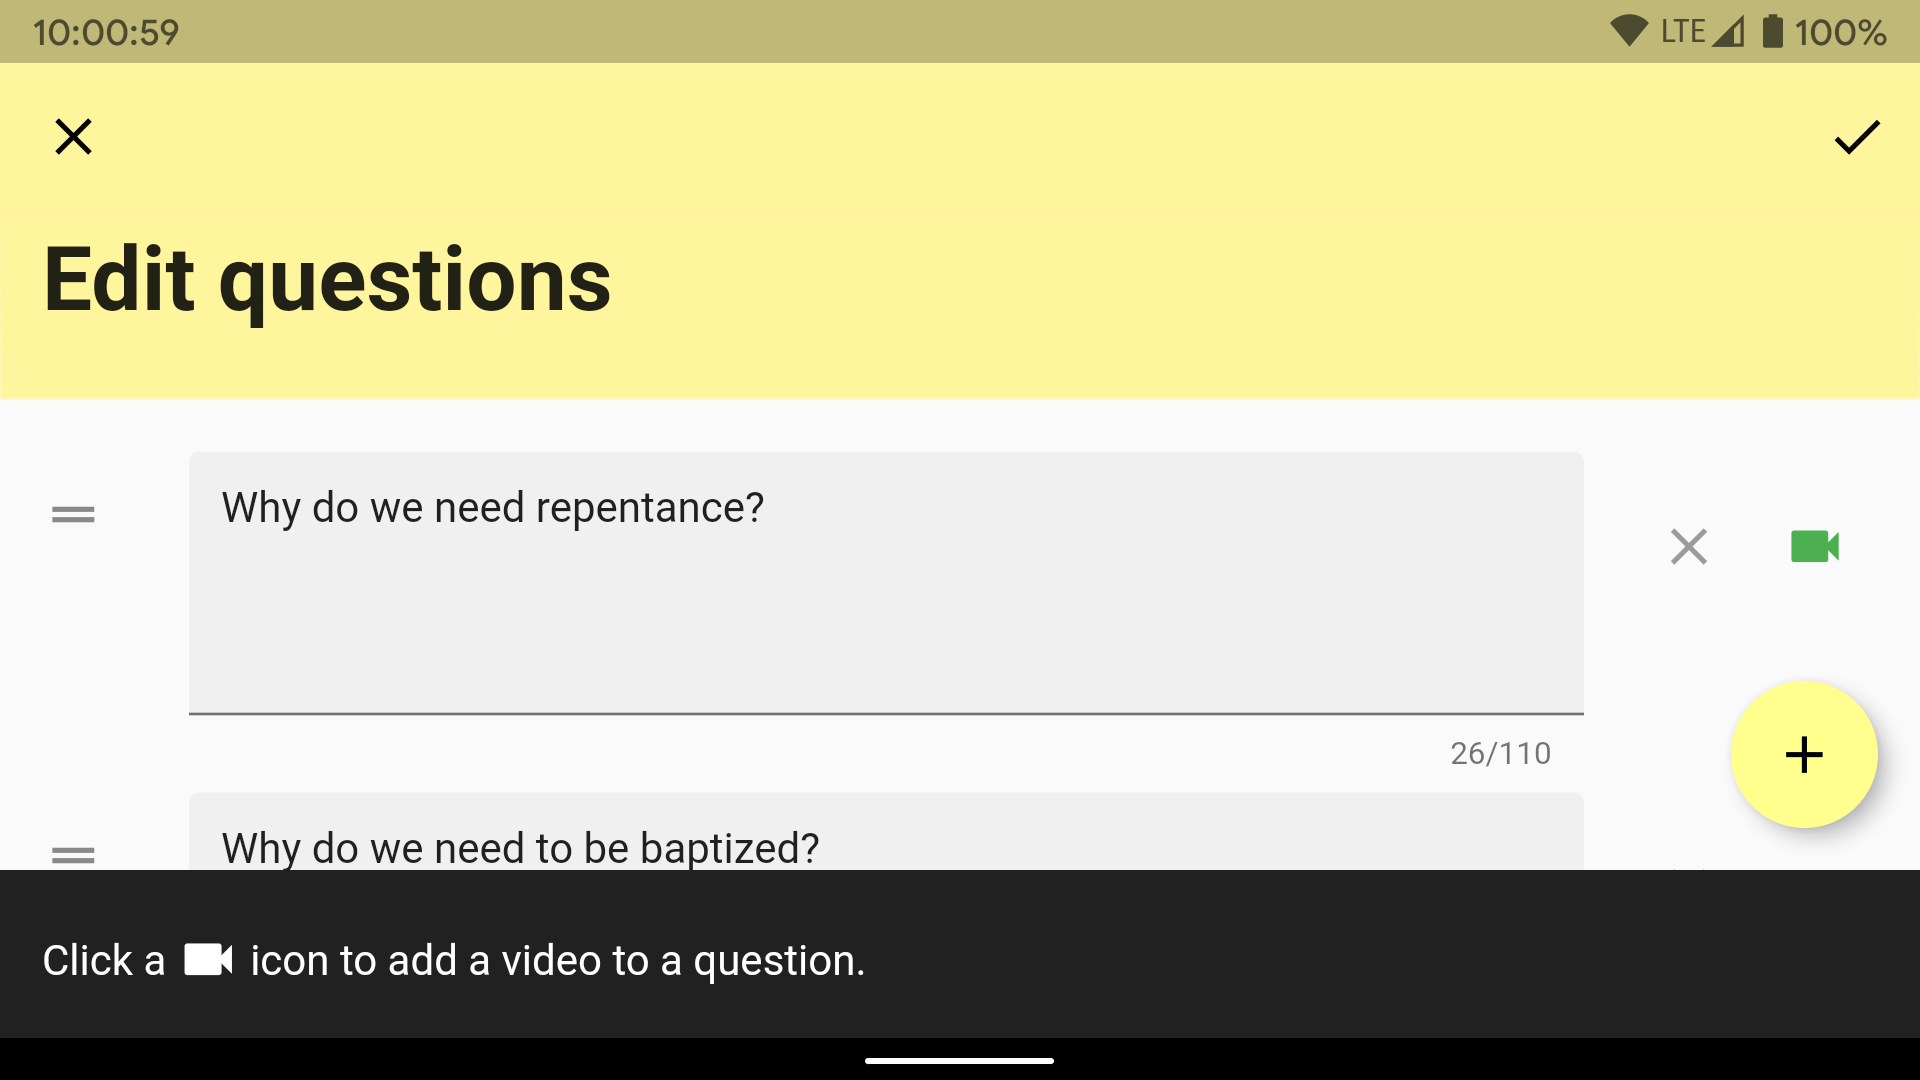 10:00:59 LTE 100%
Edit questions
Why do we need repentance?
26/110
Why do we need to be baptized?
Click a icon to add a video to a question.